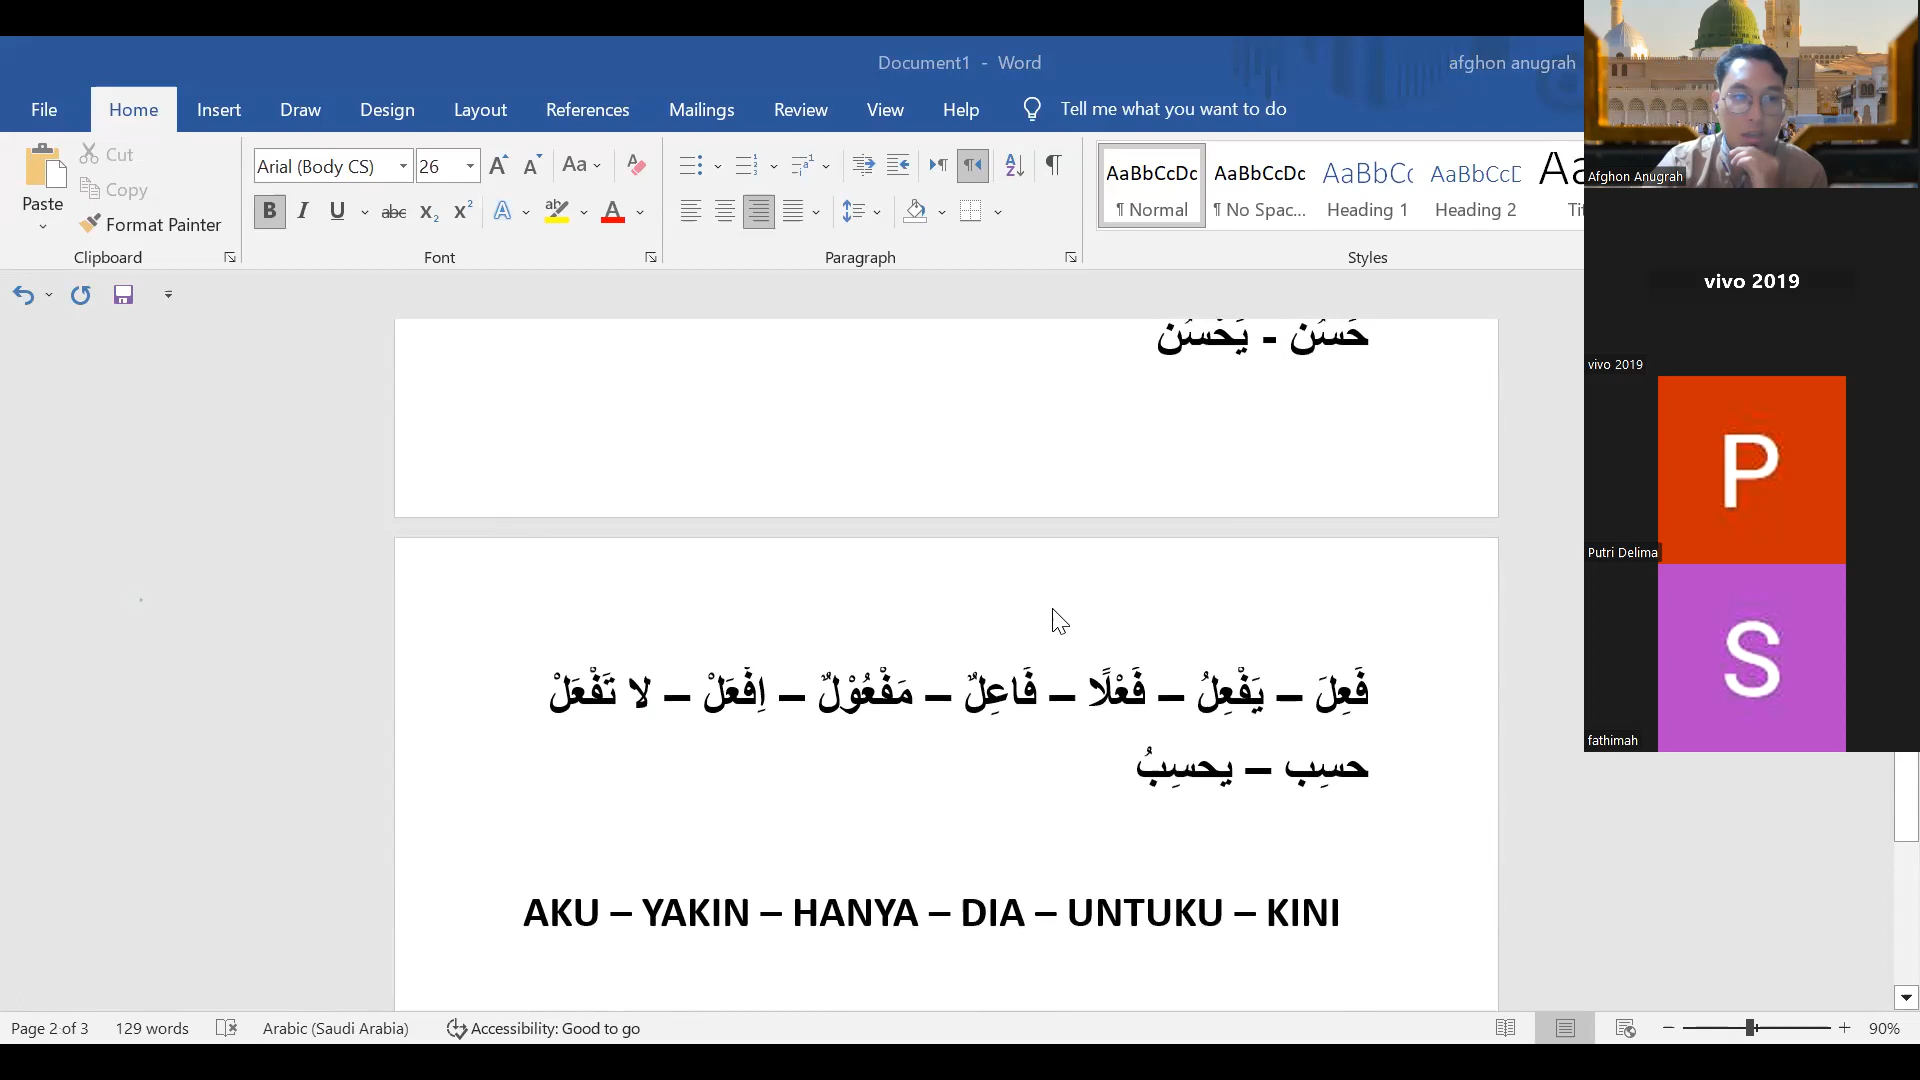 Document1 - Word
afghon anugrah
File Home Insert Draw Design Layout References Mailings Review View Help Tell me what you want to do
Paste
Cut
Copy
Format Painter
Clipboard
Arial (Body CS) 26
Font
Paragraph
AaBbCcDc AaBbCcDc AaBbCc AaBbCcD
¶ Normal ¶ No Spac... Heading 1 Heading 2
Styles
حَسُن - يَحْسُن
فَعِلَ – يَفْعِلُ – فَعْلًا – فَاعِلٌ – مَفْعُوْلٌ – اِفْعَلْ – لا تَفْعَلْ
حسِب – يحسِبُ
AKU – YAKIN – HANYA – DIA – UNTUKU – KINI
Page 2 of 3 129 words Arabic (Saudi Arabia) Accessibility: Good to go 90%
Afghon Anugrah
vivo 2019
vivo 2019
P
Putri Delima
S
fathimah